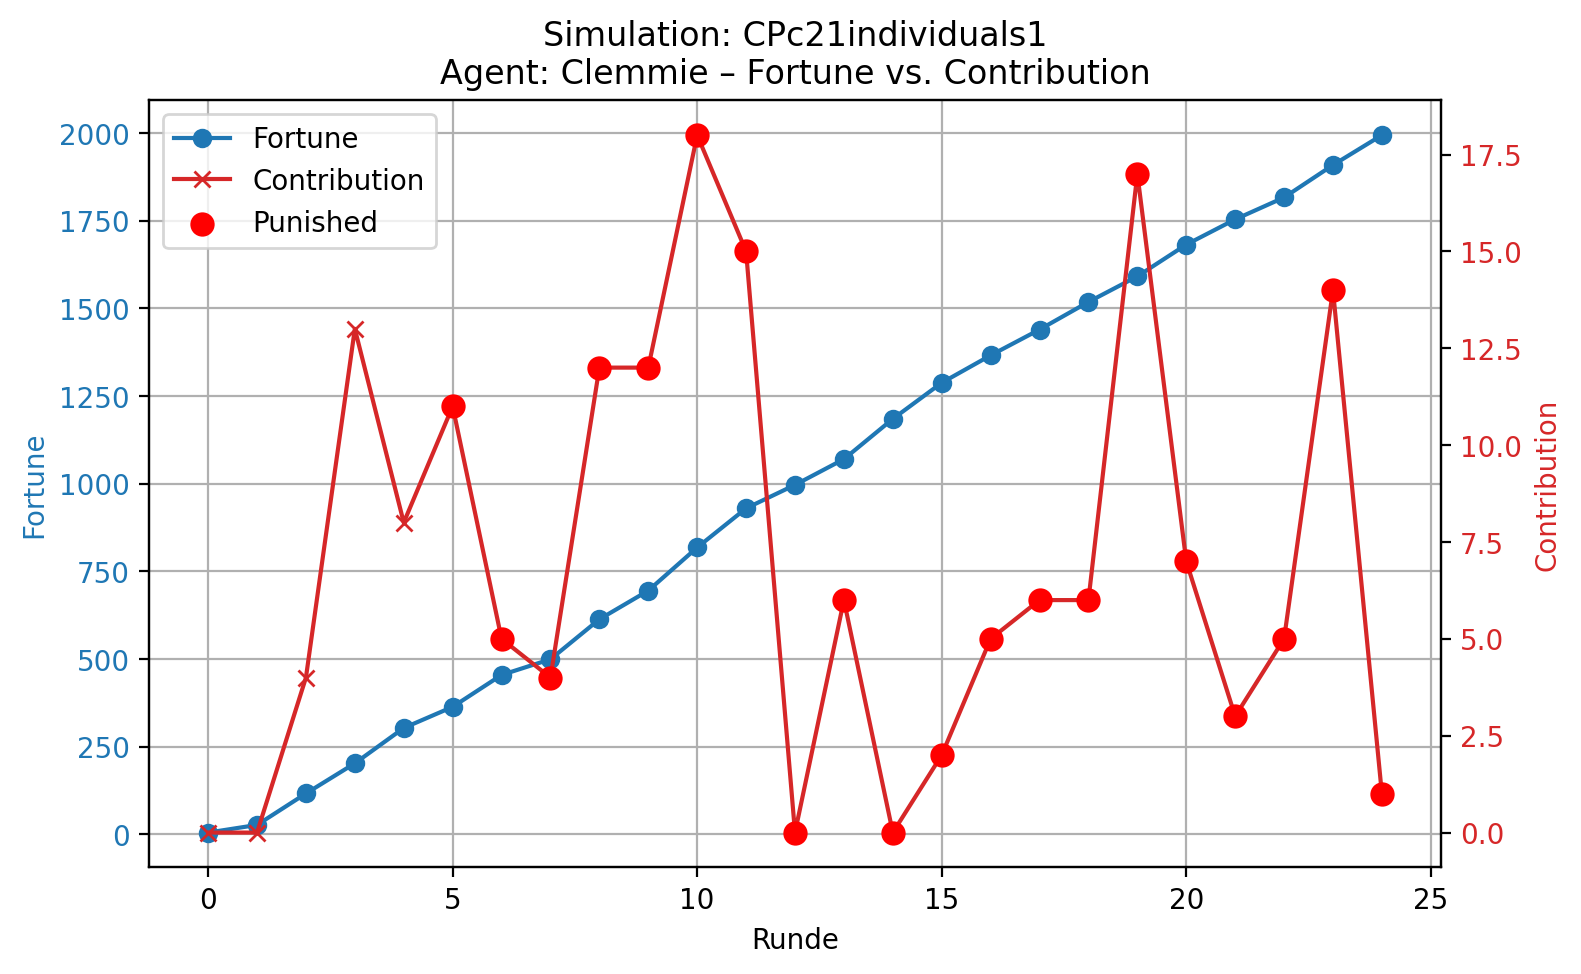 Simulation: CPc21individuals1
Agent: Clemmie – Fortune vs. Contribution
Fortune
Contribution
Punished
2000
1750
1500
1250
1000
750
500
250
0
Fortune
17.5
15.0
12.5
10.0
7.5
5.0
2.5
0.0
Contribution
0 5 10 15 20 25
Runde